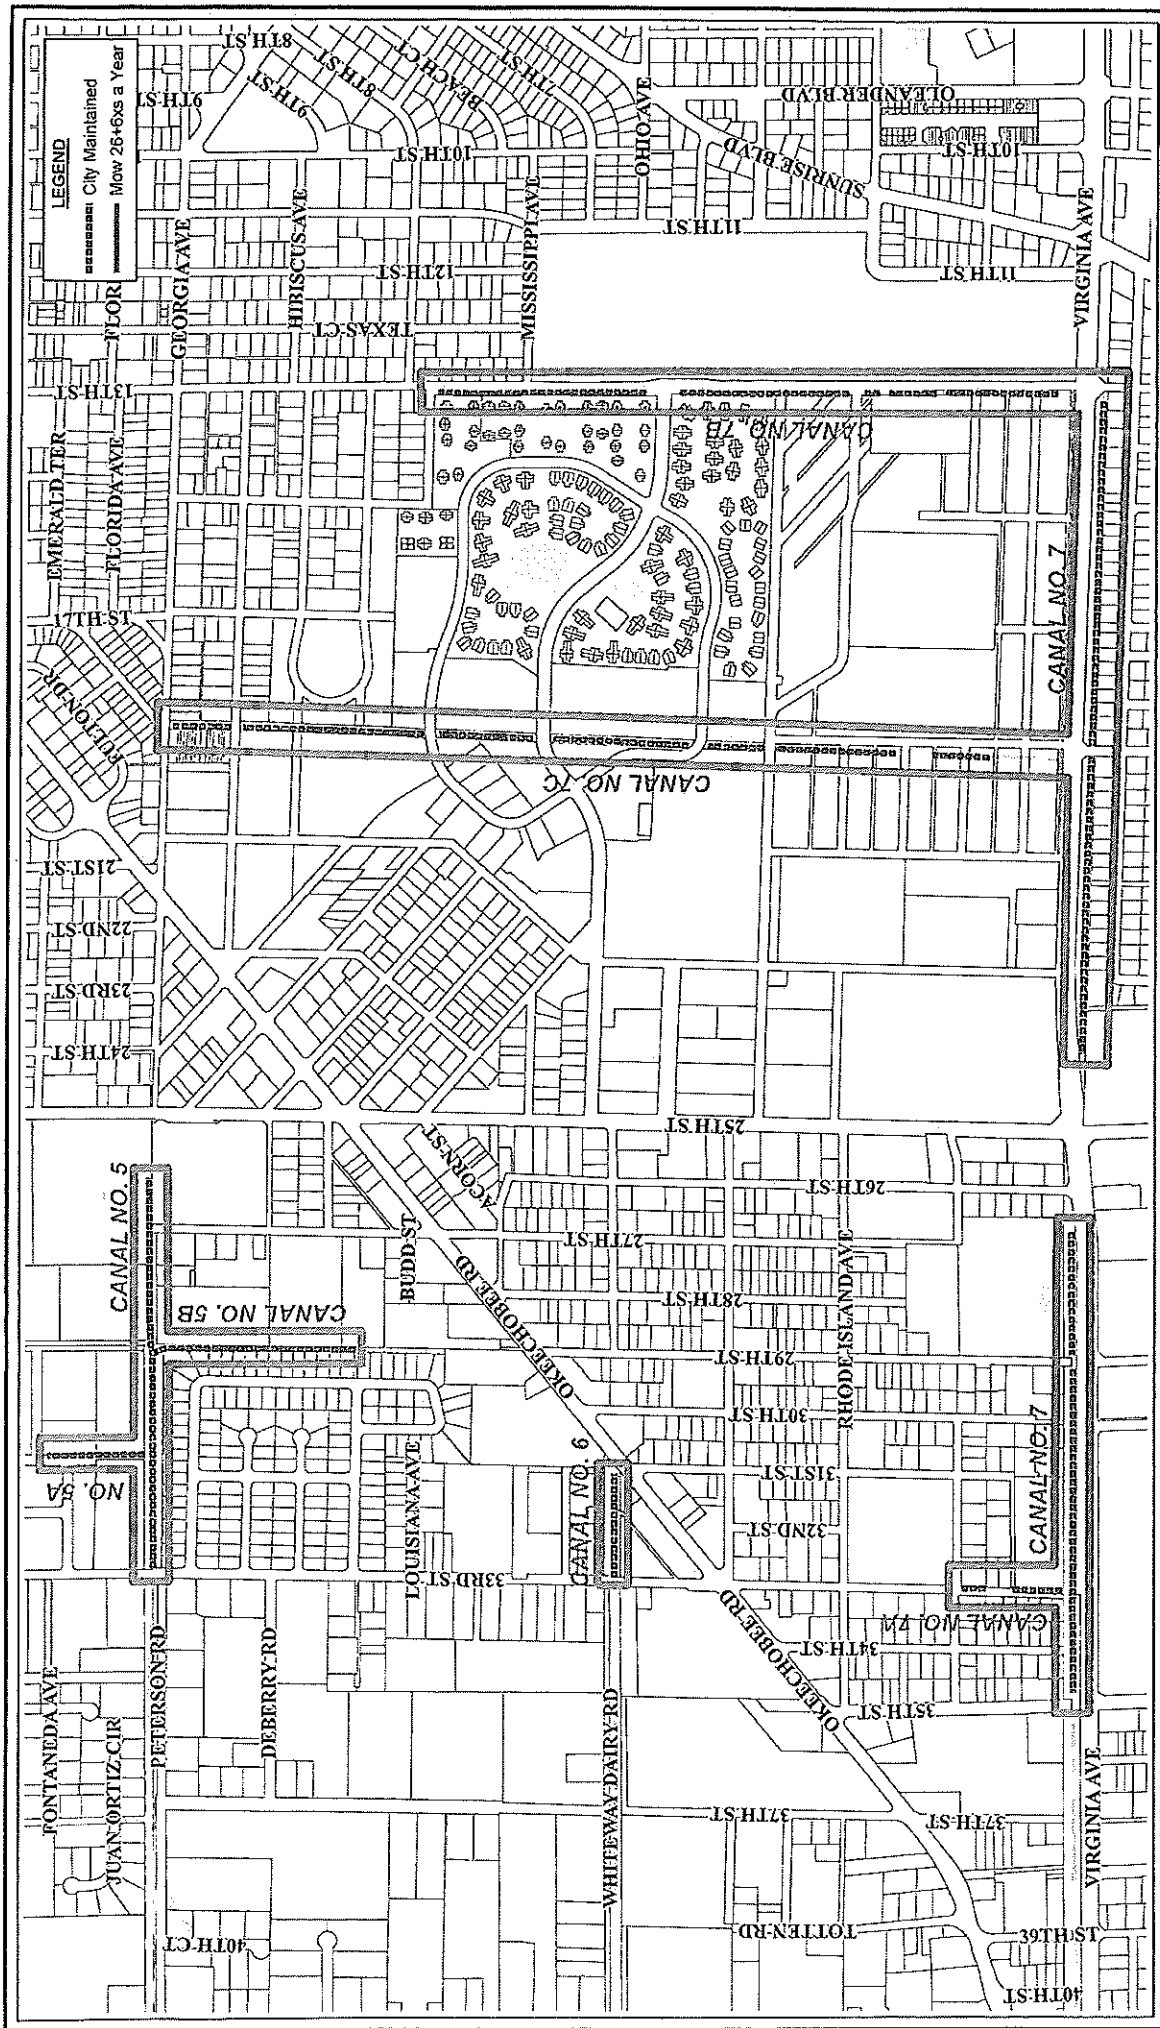 LEGEND
City Maintained
Mow 26+6xs a Year
8TH ST
9TH ST
9TH ST
8TH ST
BEACH CT
7TH ST
10TH ST
OHIO AVE
SUNRISE BLVD
OLEANDER BLVD
10TH ST
11TH ST
11TH ST
VIRGINIA AVE
FLOR
GEORGIA AVE
HIBISCUS AVE
12TH ST
TEXAS CT
MISSISSIPPI AVE
13TH ST
EMERALD TER
FLORIDA AVE
17TH ST
FULTON DR
CANAL NO. 7B
CANAL NO. 7
CANAL NO. 7C
21ST ST
22ND ST
23RD ST
24TH ST
25TH ST
26TH ST
27TH ST
28TH ST
29TH ST
30TH ST
31ST ST
32ND ST
33RD ST
34TH ST
35TH ST
37TH ST
37TH ST
39TH ST
40TH ST
40TH CT
ACORN ST
BUDD ST
OKEECHOBEE RD
OKEECHOBEE RD
RHODE ISLAND AVE
CANAL NO. 5
CANAL NO. 5B
NO. 5A
LOUISIANA AVE
CANAL NO. 6
CANAL NO. 7
CANAL NO. 7A
FONTANEDA AVE
JUAN ORTIZ CIR
PETERSON RD
DEBERRY RD
WHITEWAY DAIRY RD
TOTTEN RD
VIRGINIA AVE